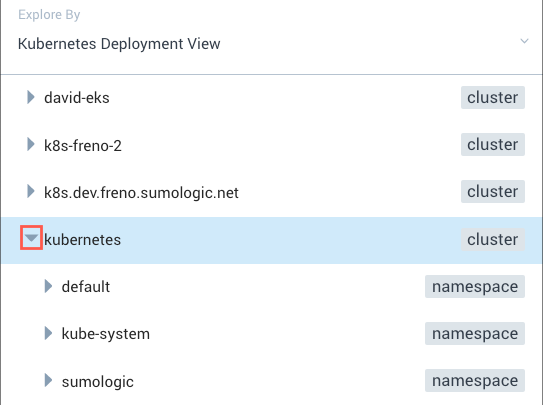 Explore By
Kubernetes Deployment View
david-eks cluster
k8s-freno-2 cluster
k8s.dev.freno.sumologic.net cluster
kubernetes cluster
default namespace
kube-system namespace
sumologic namespace